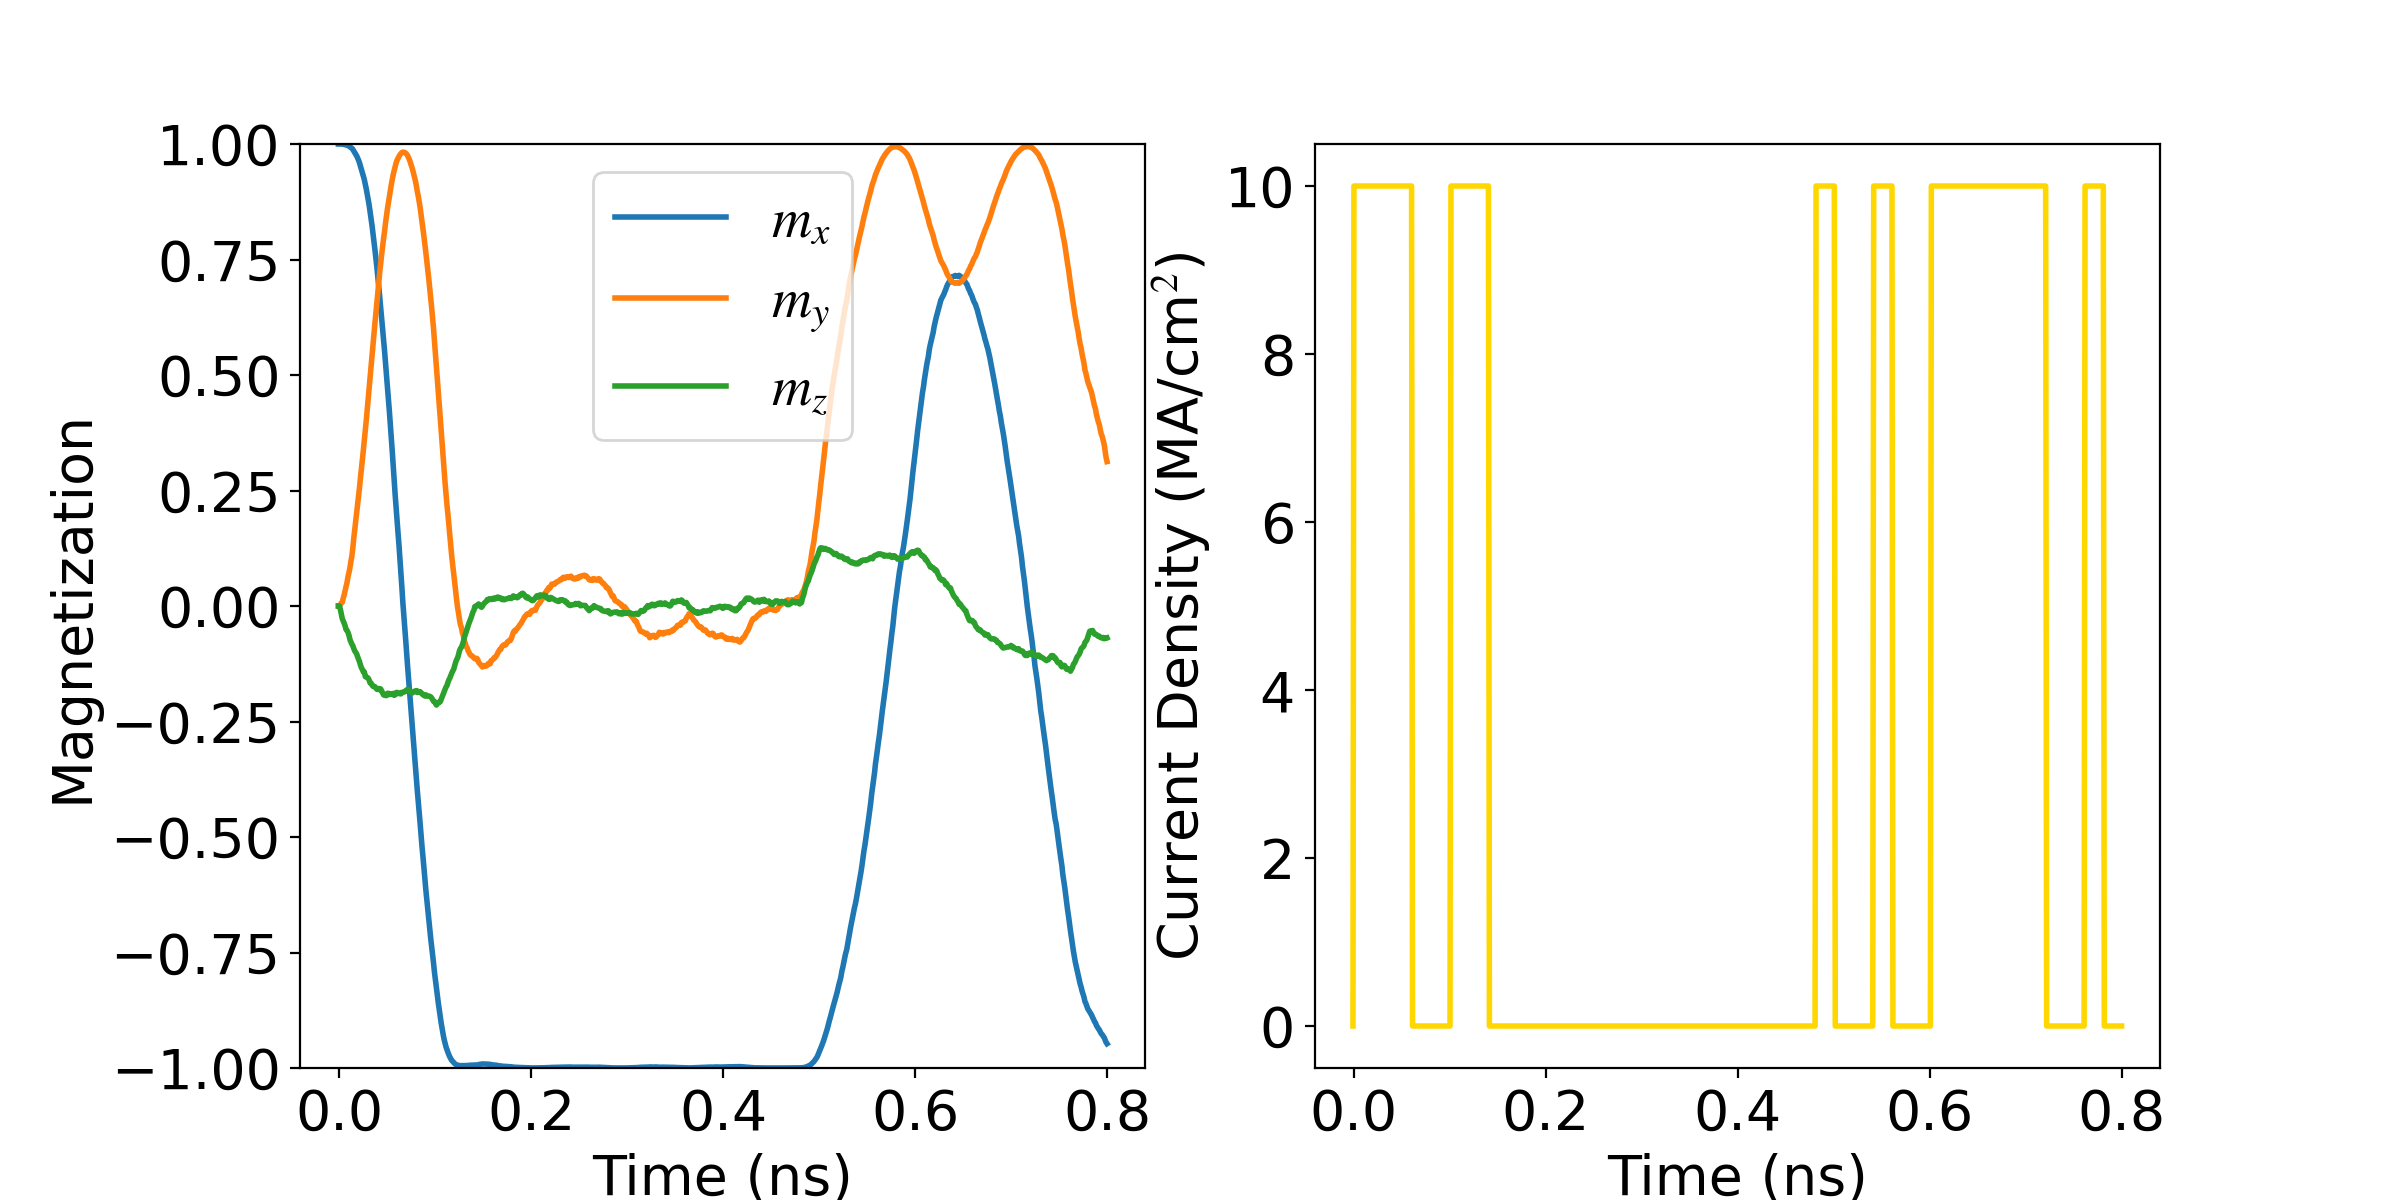 Magnetization
1.00
0.75
0.50
0.25
0.00
−0.25
−0.50
−0.75
−1.00
m_x
m_y
m_z
0.0 0.2 0.4 0.6 0.8
Time (ns)
Current Density (MA/cm²)
10
8
6
4
2
0
0.0 0.2 0.4 0.6 0.8
Time (ns)